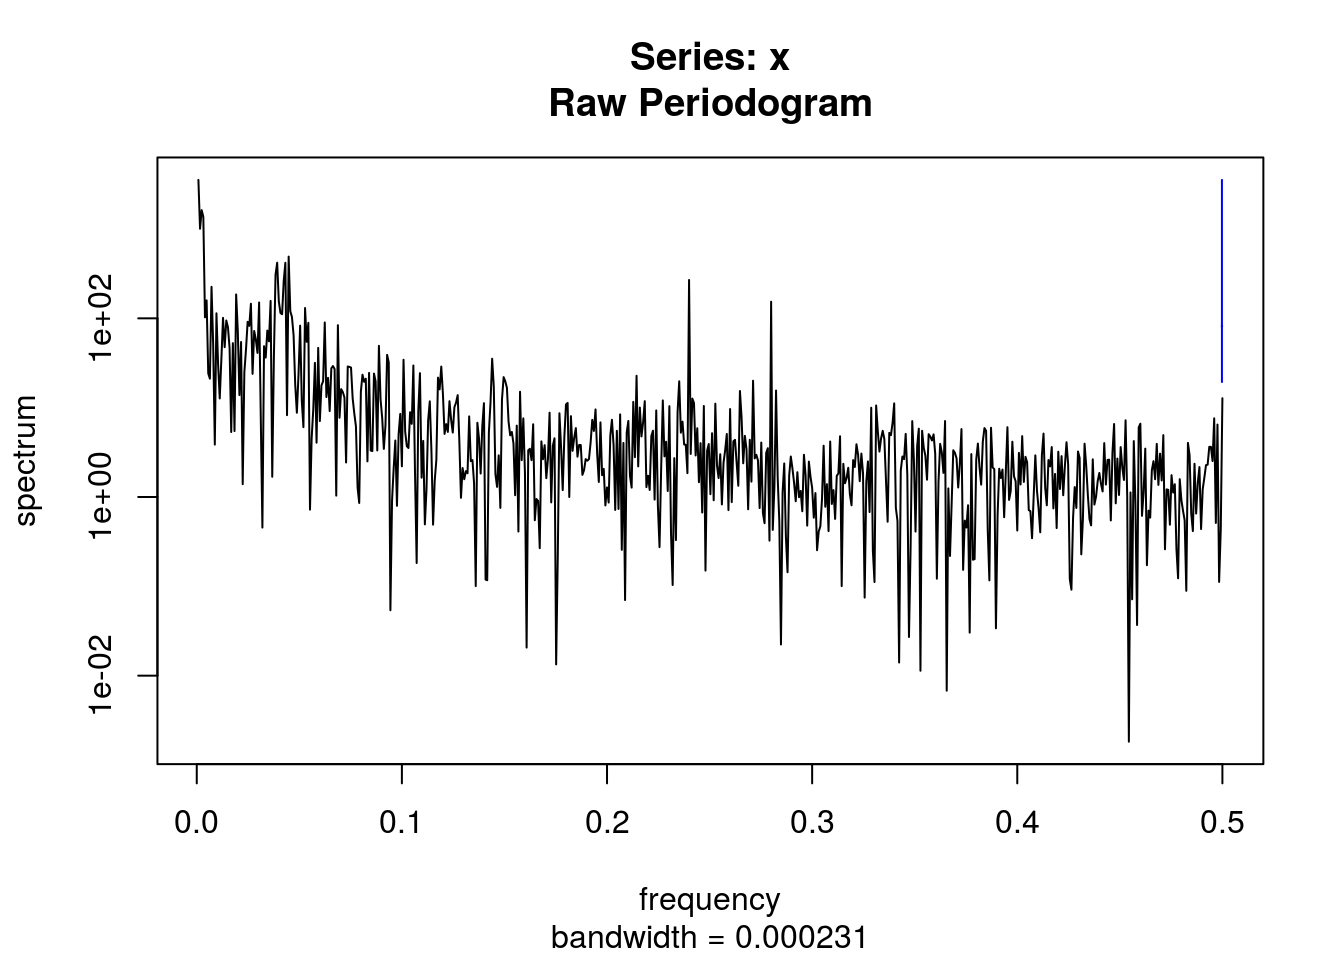 Series: x
Raw Periodogram
spectrum
1e+02
1e+00
1e-02
0.0 0.1 0.2 0.3 0.4 0.5
frequency
bandwidth = 0.000231